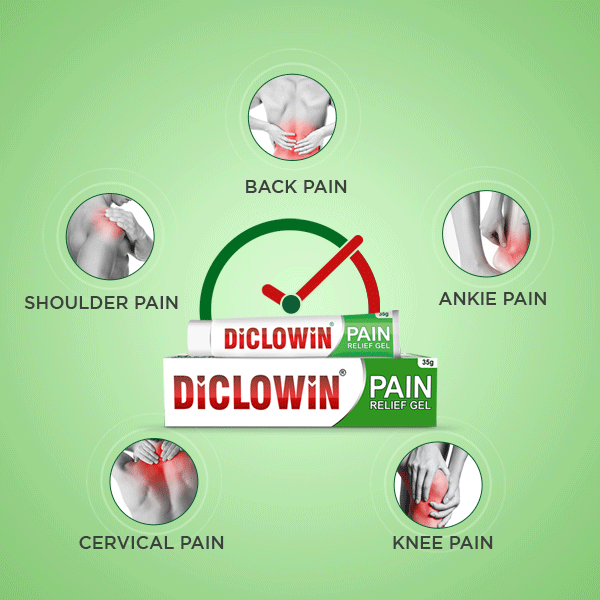 BACK PAIN
SHOULDER PAIN
ANKIE PAIN
35g
DiCLOWiN® PAIN
RELIEF GEL
35g
DiCLOWiN® PAIN
RELIEF GEL
CERVICAL PAIN
KNEE PAIN